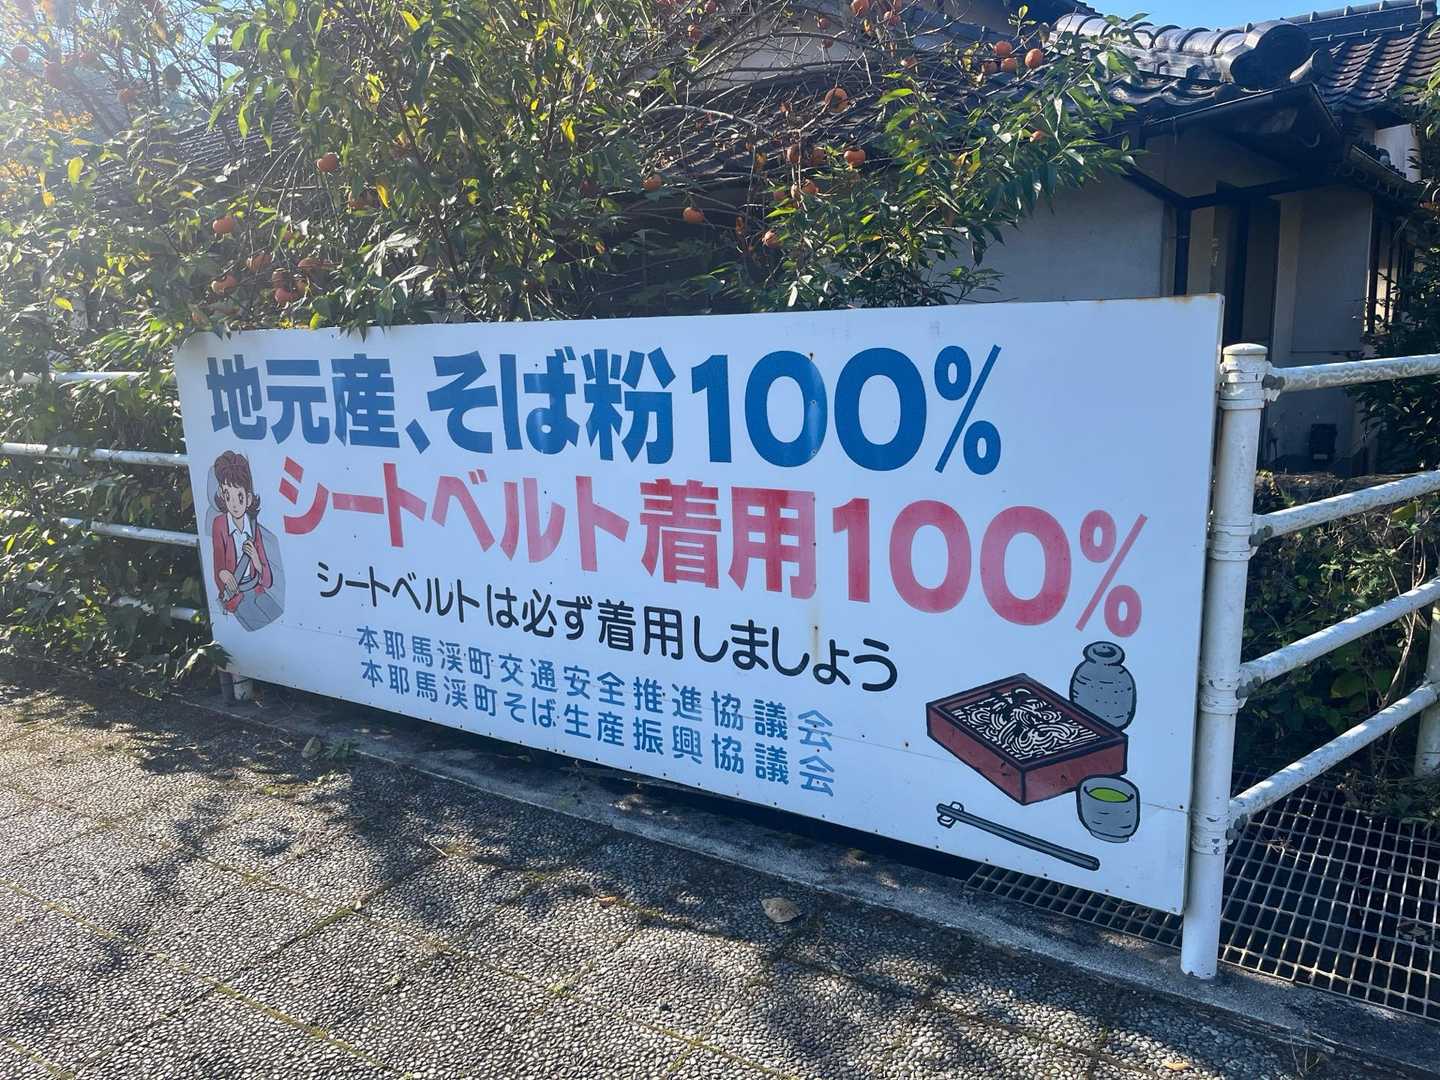 地元産、そば粉100%
シートベルト着用100%
シートベルトは必ず着用しましょう
本耶馬渓町交通安全推進協議会
本耶馬渓町そば生産振興協議会